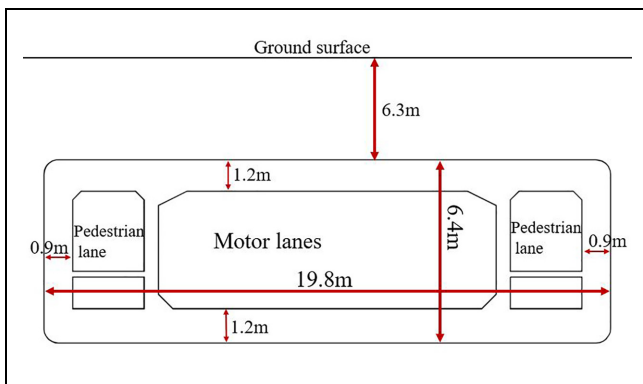 Ground surface
6.3m
1.2m
Pedestrian
lane
0.9m
Motor lanes
6.4m
Pedestrian
lane
0.9m
19.8m
1.2m